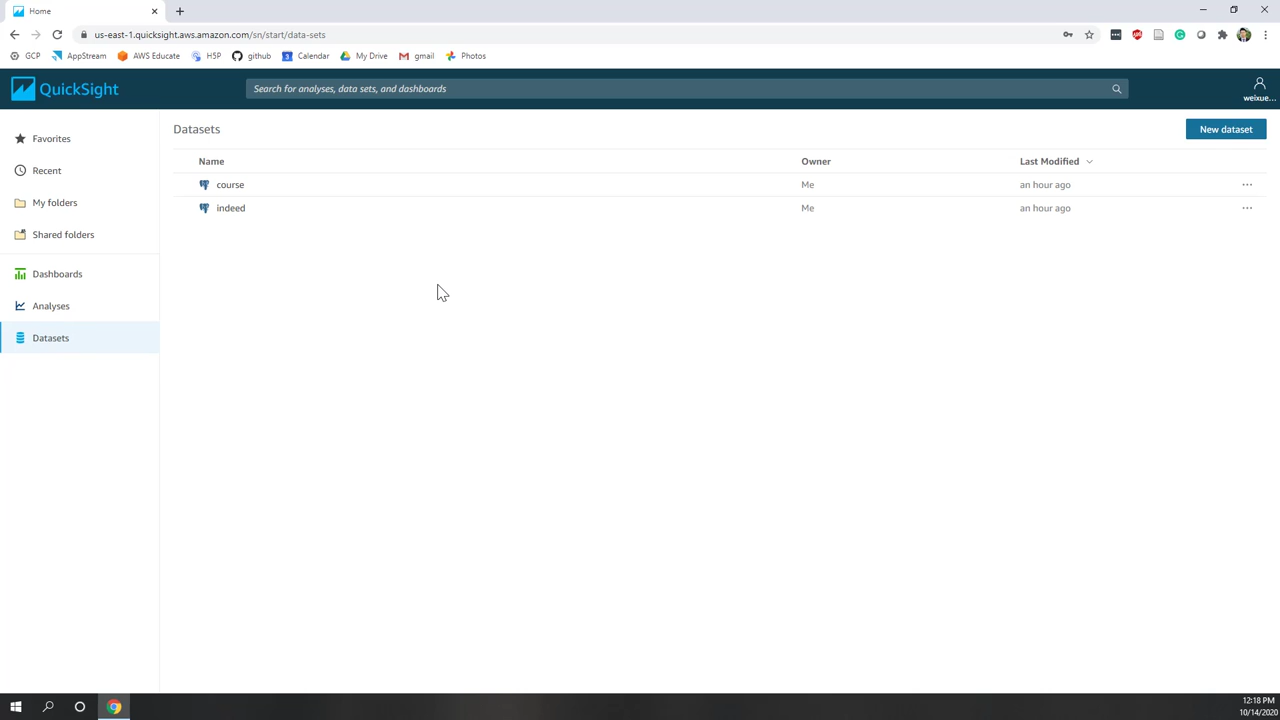 Home
us-east-1.quicksight.aws.amazon.com/sn/start/data-sets
GCP AppStream AWS Educate H5P github Calendar My Drive gmail Photos
QuickSight
Search for analyses, data sets, and dashboards
weixue...
Favorites
Recent
My folders
Shared folders
Dashboards
Analyses
Datasets
Datasets
New dataset
Name Owner Last Modified
course Me an hour ago
indeed Me an hour ago
12:18 PM
10/14/2020